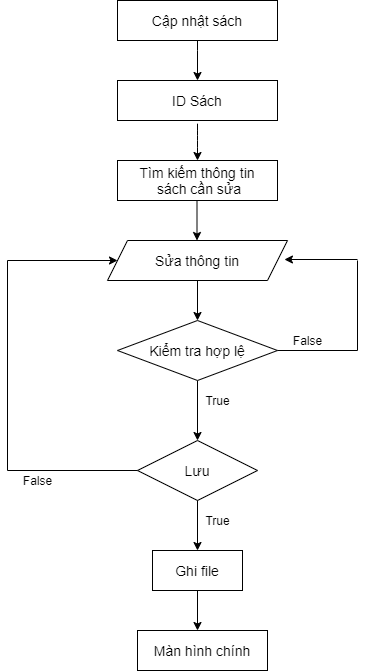 Cập nhật sách
ID Sách
Tìm kiếm thông tin
sách cần sửa
Sửa thông tin
Kiểm tra hợp lệ
False
True
Lưu
False
True
Ghi file
Màn hình chính